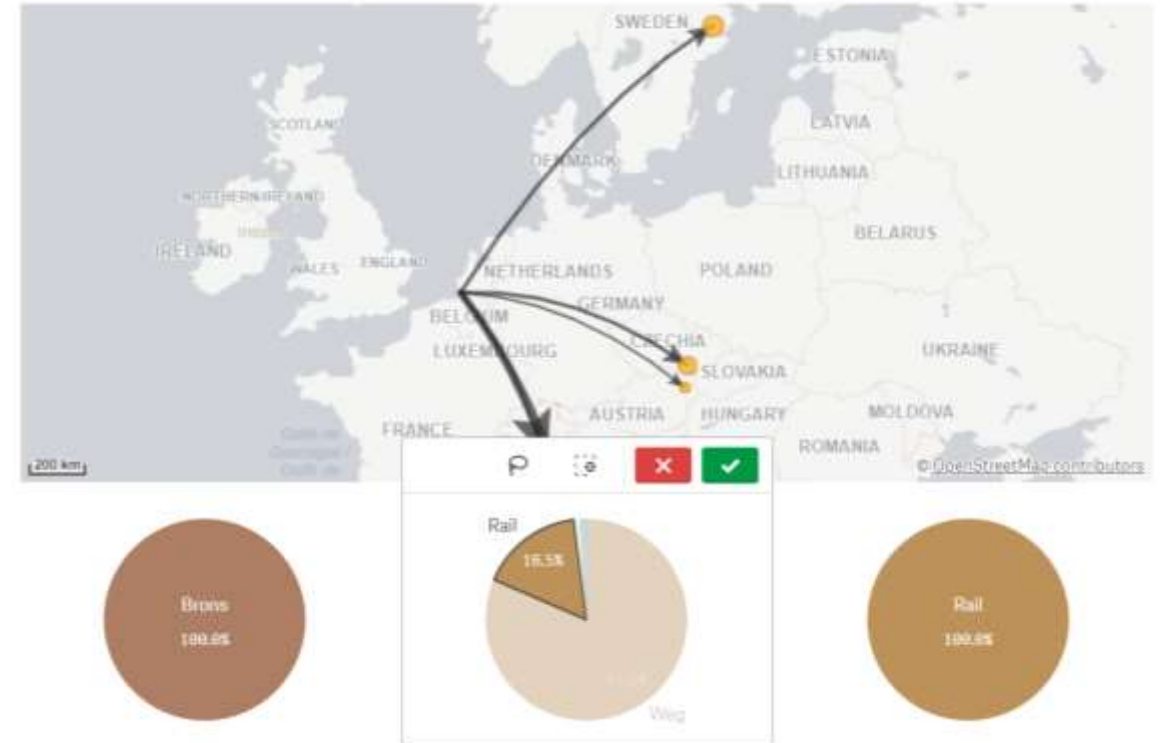 SWEDEN
ESTONIA
SCOTLAND
LATVIA
DENMARK
LITHUANIA
NORTHERN IRELAND
BELARUS
IRELAND
WALES
ENGLAND
NETHERLANDS
POLAND
GERMANY
BELGIUM
CZECHIA
LUXEMBOURG
UKRAINE
SLOVAKIA
AUSTRIA
HUNGARY
MOLDOVA
FRANCE
ROMANIA
200 km
© OpenStreetMap contributors
Rail
16.5%
Brons
100.0%
Rail
100.0%
Weg